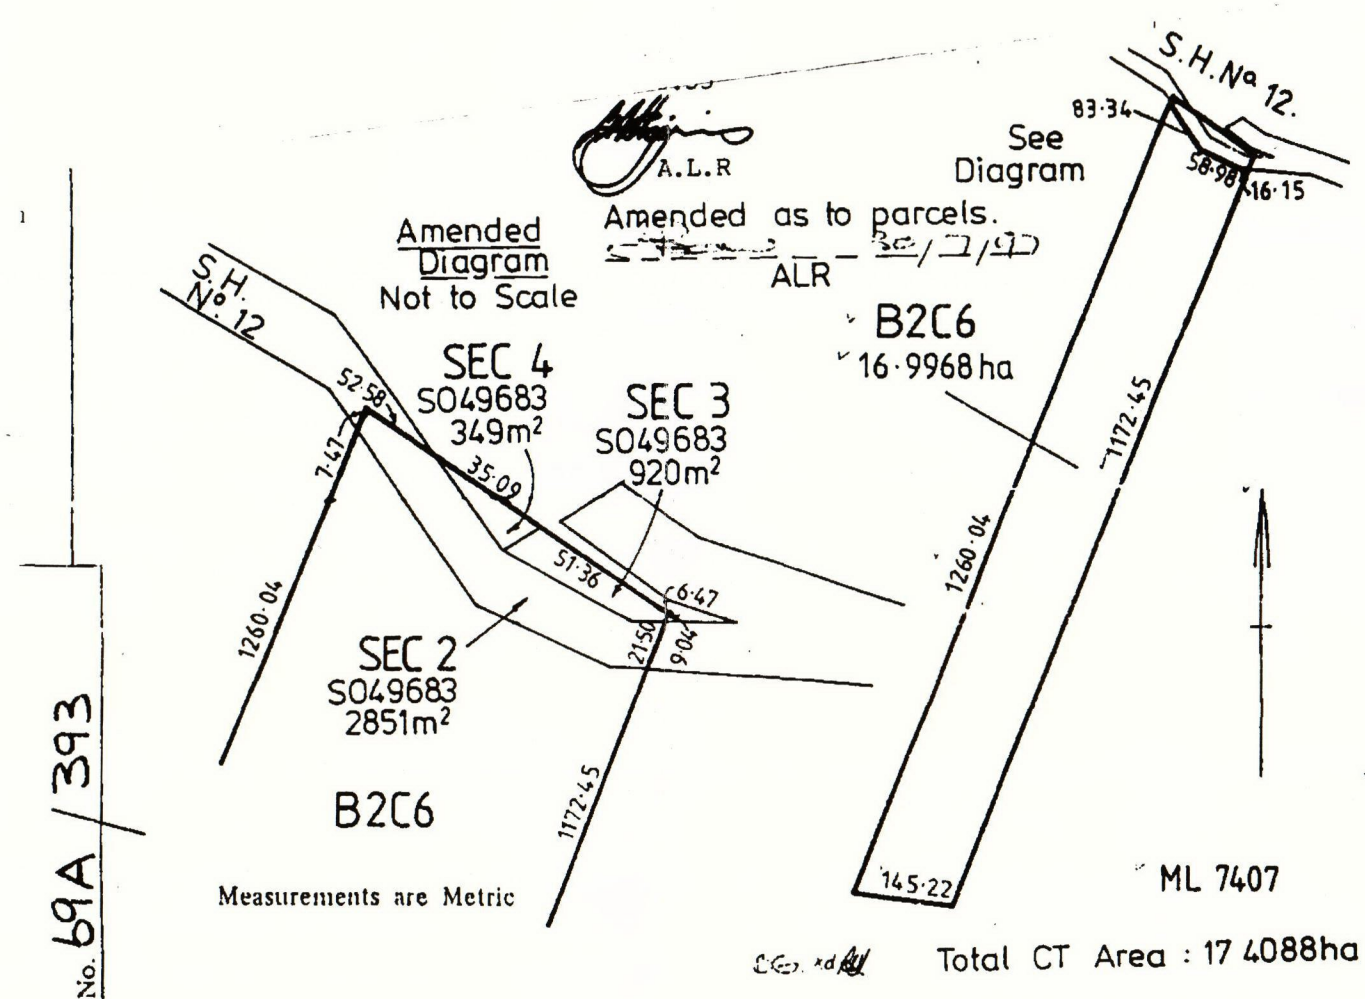 S.H. Nº 12.
83·34
58·98
16·15
See
Diagram
A.L.R
Amended as to parcels.
ALR
Amended
Diagram
Not to Scale
S.H.
Nº. 12
B2C6
16·9968ha
SEC 4
SO49683
349m²
SEC 3
SO49683
920m²
52·58
7·47
35·09
51·36
6·47
21·50
9·04
1260·04
1172·45
1260·04
SEC 2
SO49683
2851m²
B2C6
1172·45
Measurements are Metric
145·22
ML 7407
Total CT Area : 17 4088ha
No. 69A / 393